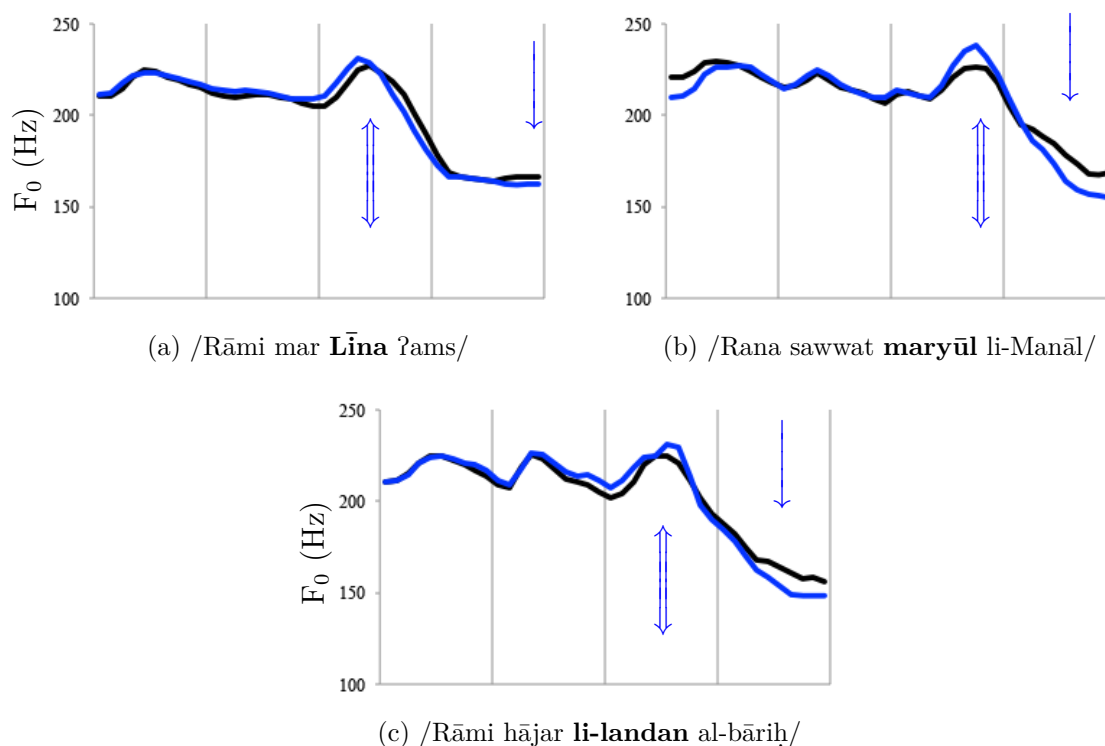 250
200
150
100
F₀ (Hz)
(a) /Rāmi mar Līna ʔams/
250
200
150
100
(b) /Rana sawwat maryūl li-Manāl/
250
200
150
100
F₀ (Hz)
(c) /Rāmi hājar li-landan al-bāriḥ/